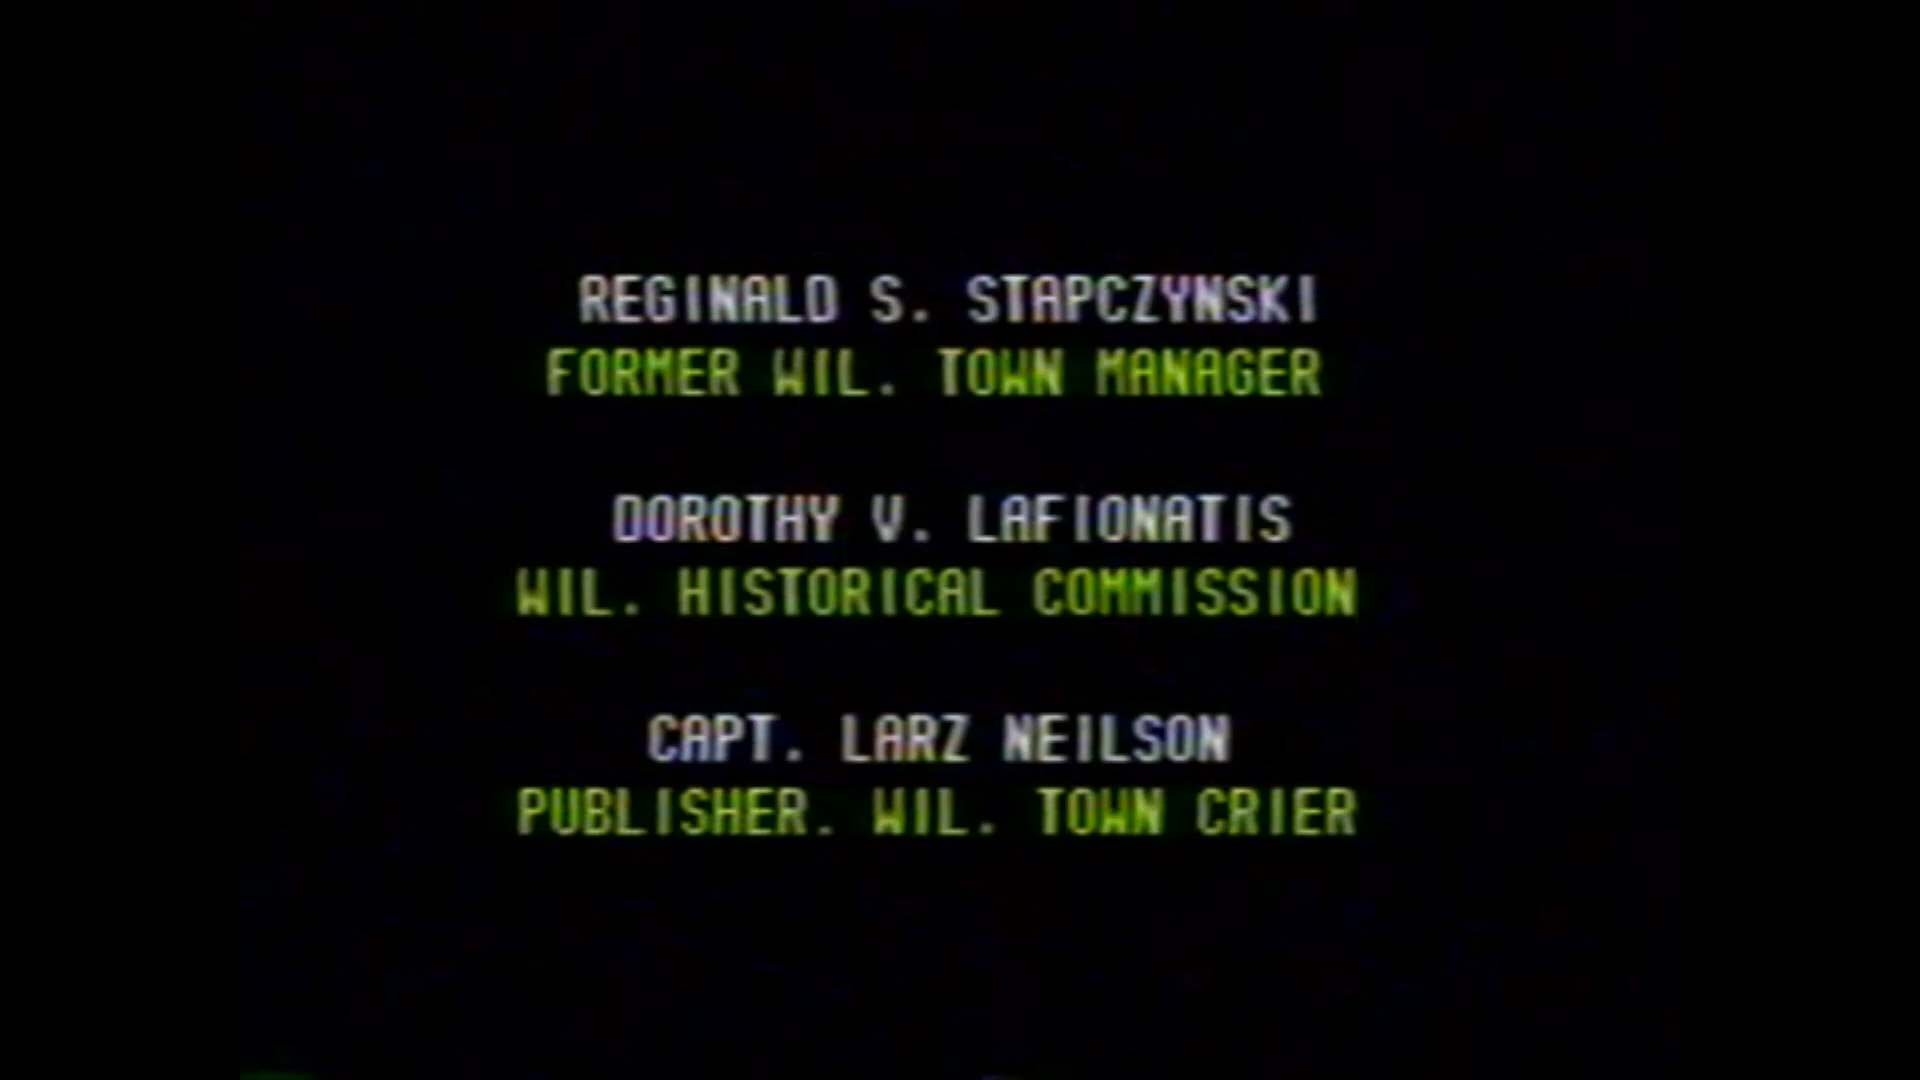 REGINALD S. STAPCZYNSKI
FORMER WIL. TOWN MANAGER
DOROTHY V. LAFIONATIS
WIL. HISTORICAL COMMISSION
CAPT. LARZ NEILSON
PUBLISHER. WIL. TOWN CRIER